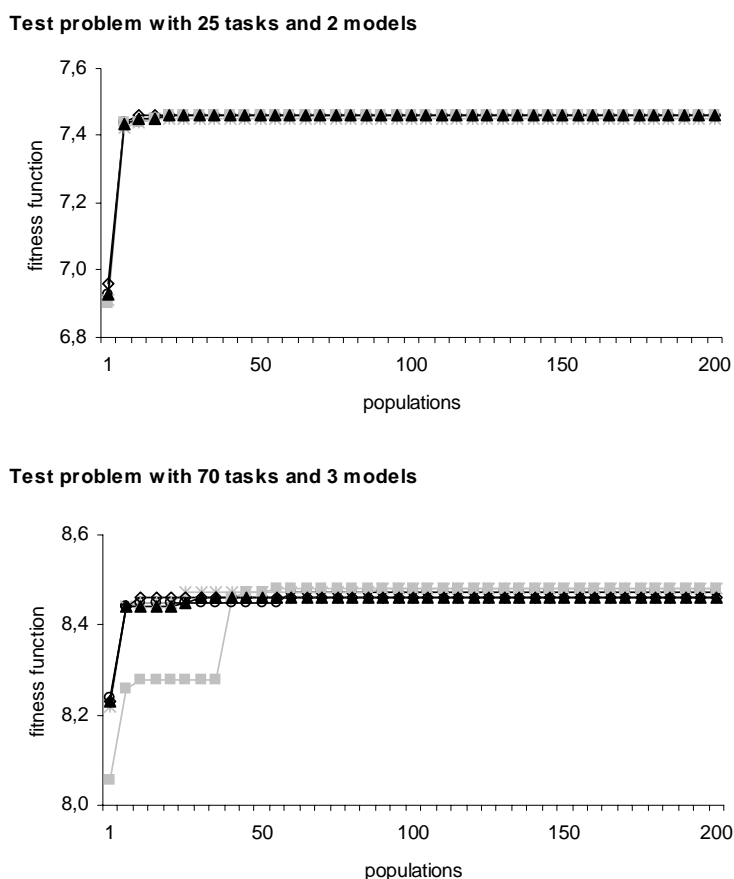 Test problem with 25 tasks and 2 models
7,6
7,4
7,2
7,0
6,8
fitness function
1 50 100 150 200
populations
Test problem with 70 tasks and 3 models
8,6
8,4
8,2
8,0
fitness function
1 50 100 150 200
populations